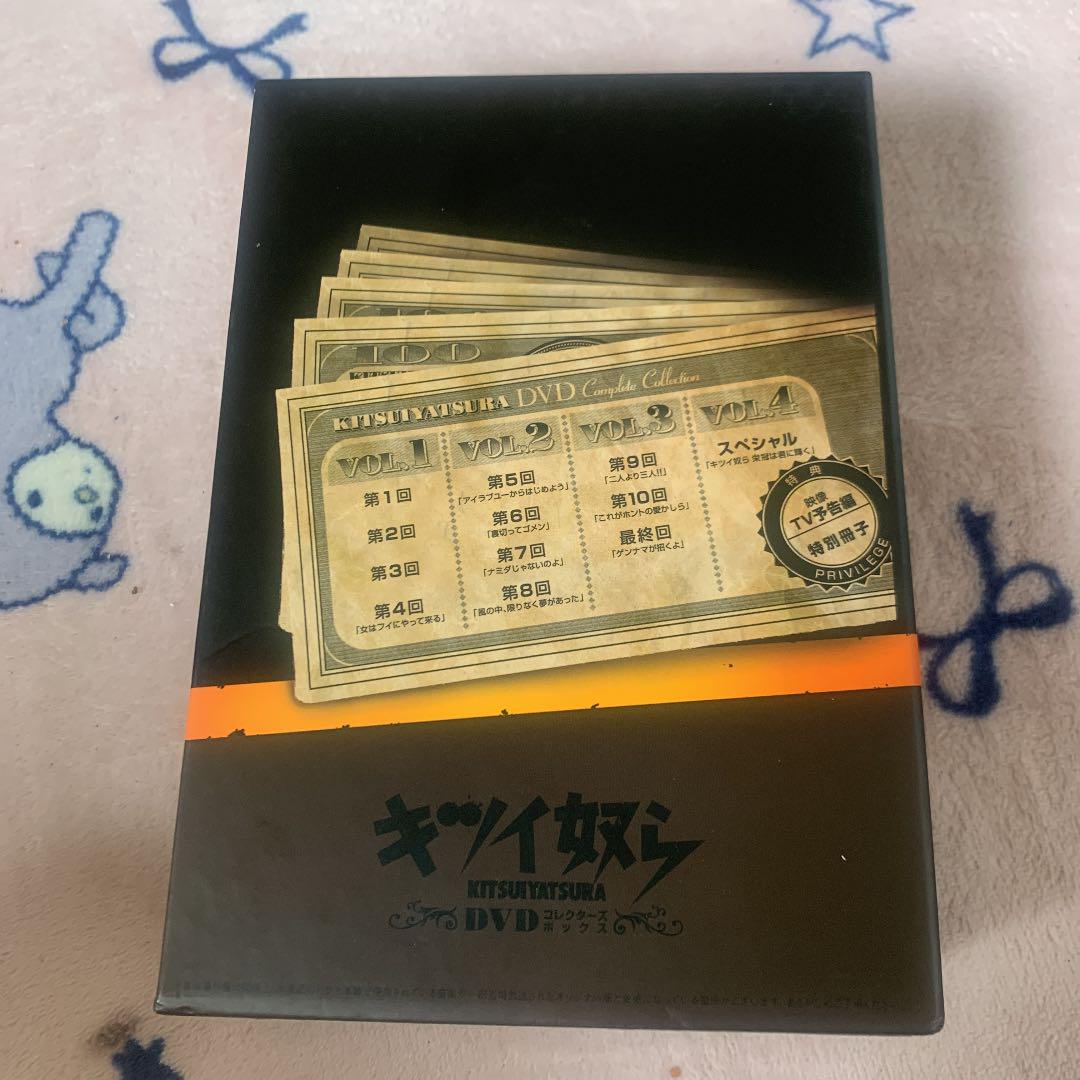 100
KITSUIYATSURA DVD Complete Collection
VOL.1
第1回
第2回
第3回
第4回
「女はフイにやって来る」
VOL.2
第5回
「アイラブユーからはじめよう」
第6回
「裏切ってゴメン」
第7回
「ナミダじゃないのよ」
第8回
「風の中、限りなく夢があった」
VOL.3
第9回
「二人より三人!!」
第10回
「これがホントの愛かしら」
最終回
「ゲンナマが招くよ」
VOL.4
スペシャル
「キツイ奴ら 栄冠は君に輝く」
特典
映像
TV予告編
特別冊子
PRIVILEGE
キツイ奴ら
KITSUIYATSURA
DVD コレクターズ
ボックス